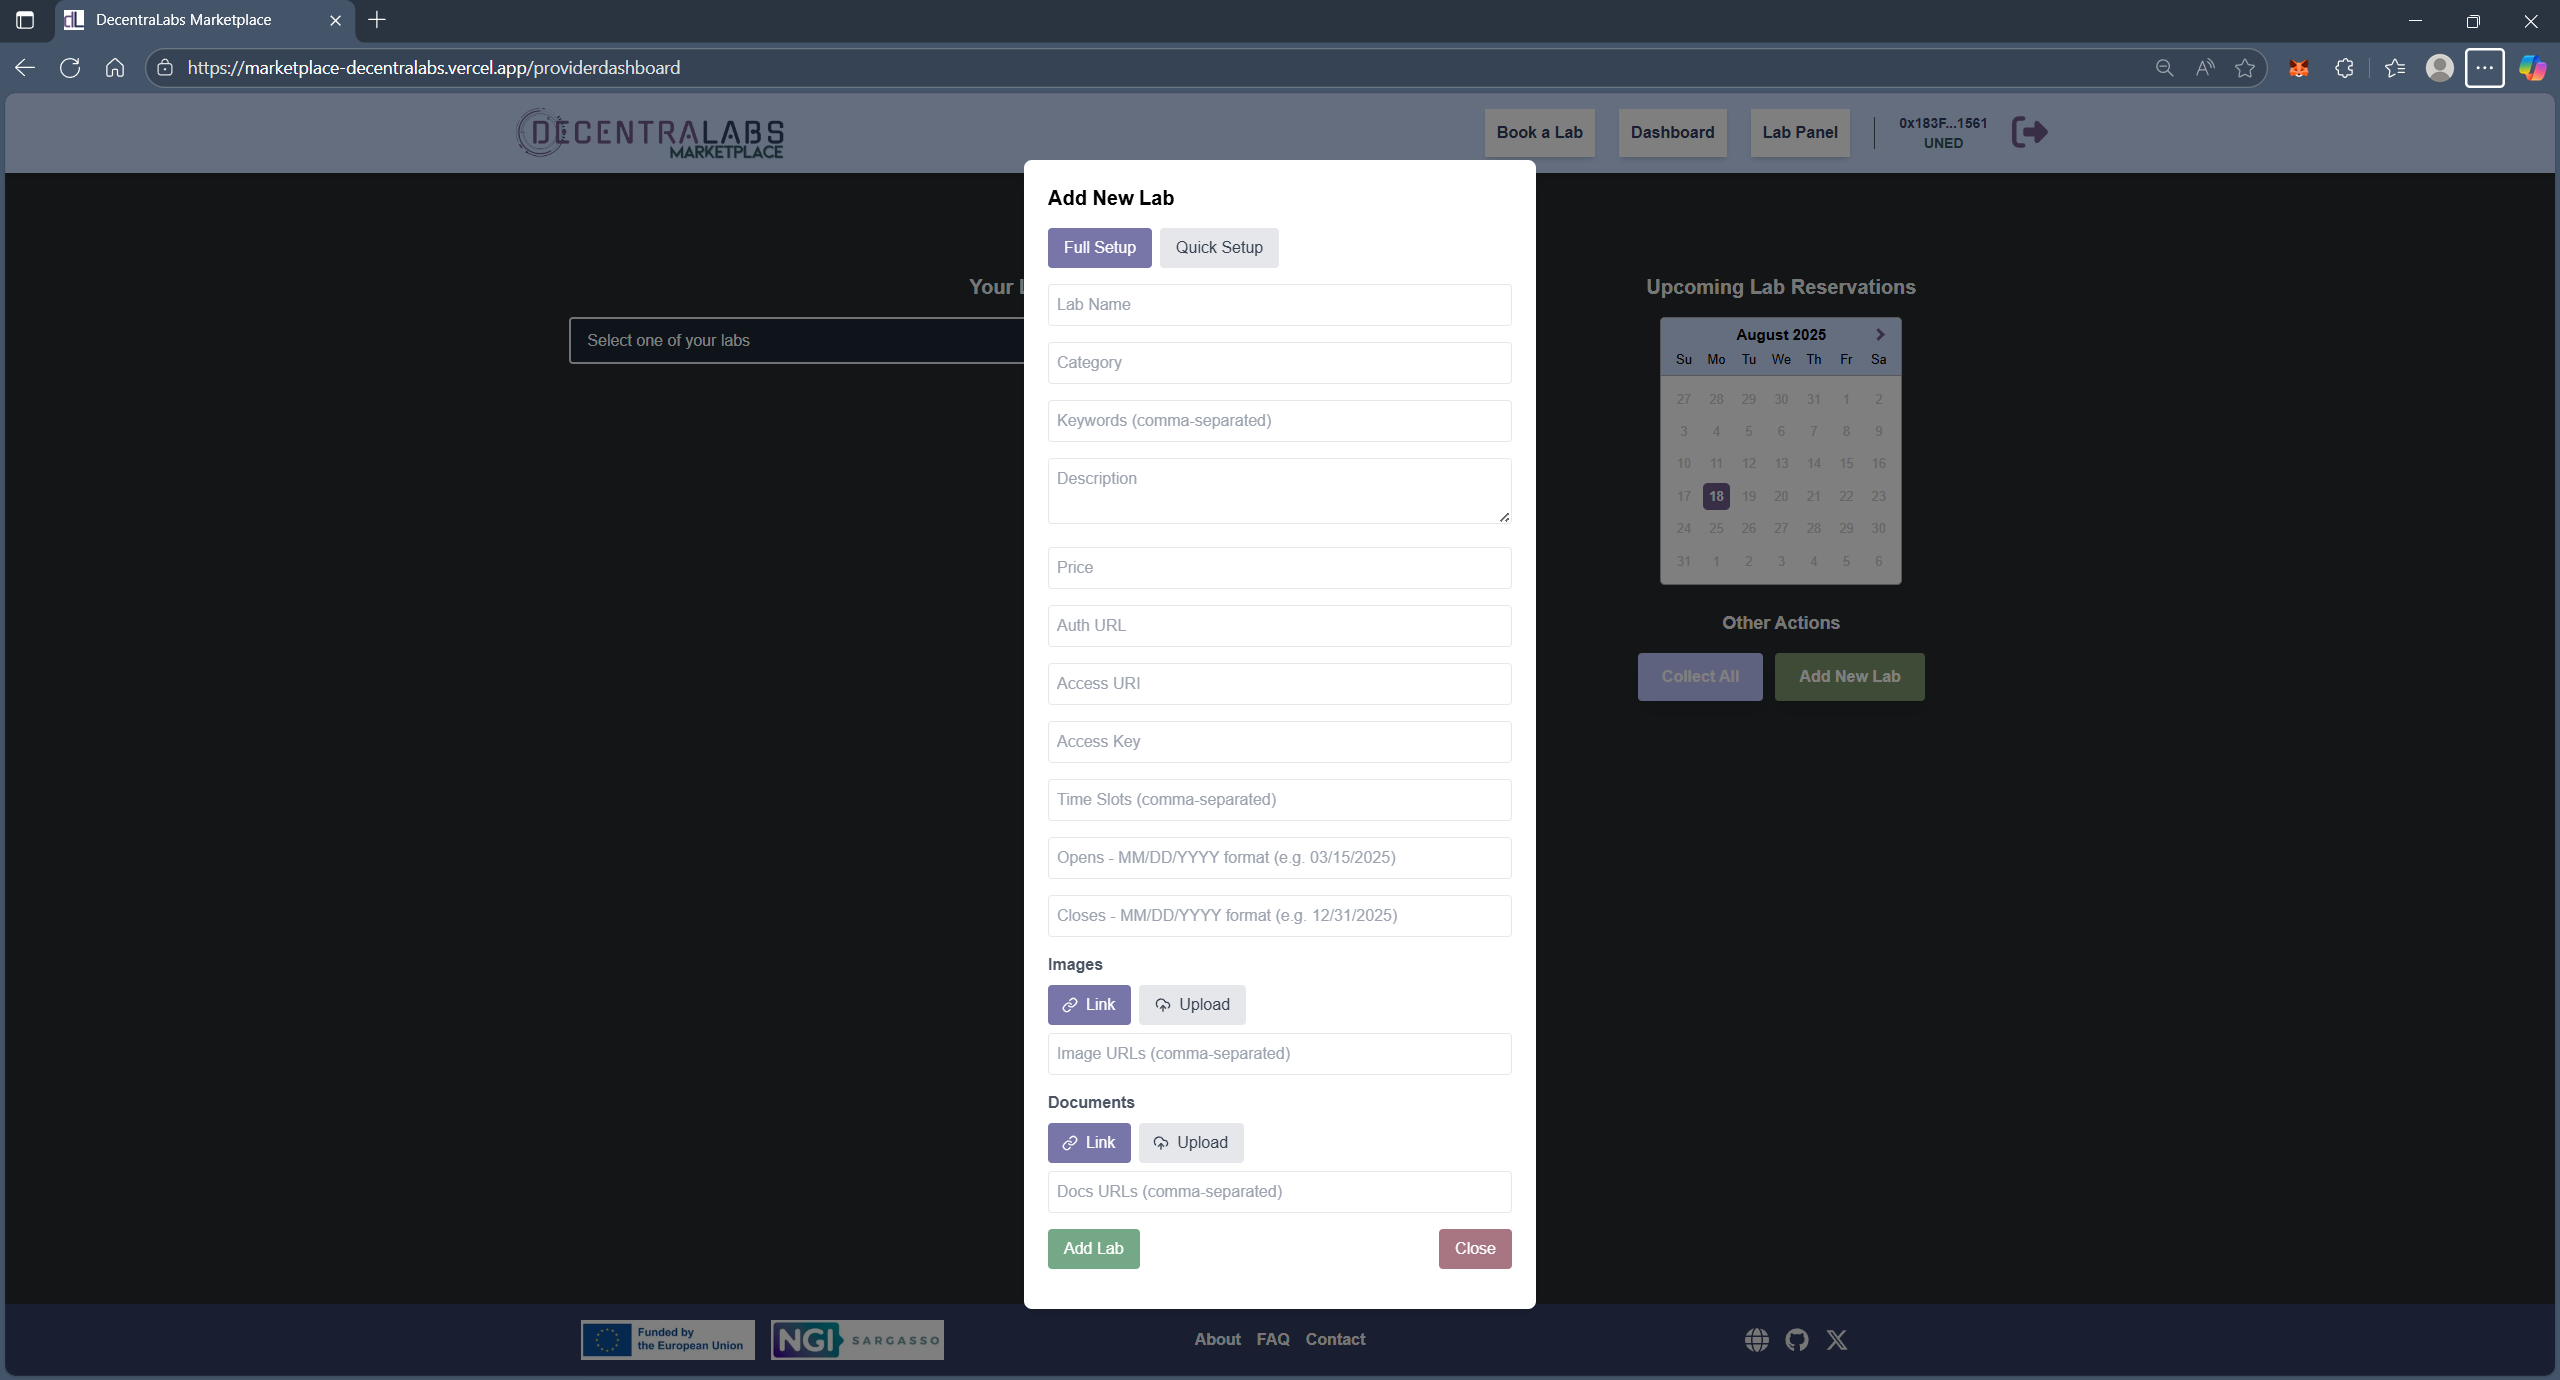 DecentraLabs Marketplace
https://marketplace-decentralabs.vercel.app/providerdashboard
DECENTRALABS
MARKETPLACE
Book a Lab
Dashboard
Lab Panel
0x183F...1561
UNED
Add New Lab
Full Setup
Quick Setup
Lab Name
Category
Keywords (comma-separated)
Description
Price
Auth URL
Access URI
Access Key
Time Slots (comma-separated)
Opens - MM/DD/YYYY format (e.g. 03/15/2025)
Closes - MM/DD/YYYY format (e.g. 12/31/2025)
Images
Link
Upload
Image URLs (comma-separated)
Documents
Link
Upload
Docs URLs (comma-separated)
Add Lab
Close
Your
Select one of your labs
Upcoming Lab Reservations
August 2025
Su Mo Tu We Th Fr Sa
27 28 29 30 31 1 2
3 4 5 6 7 8 9
10 11 12 13 14 15 16
17 18 19 20 21 22 23
24 25 26 27 28 29 30
31 1 2 3 4 5 6
Other Actions
Collect All
Add New Lab
Funded by
the European Union
NGI SARGASSO
About FAQ Contact